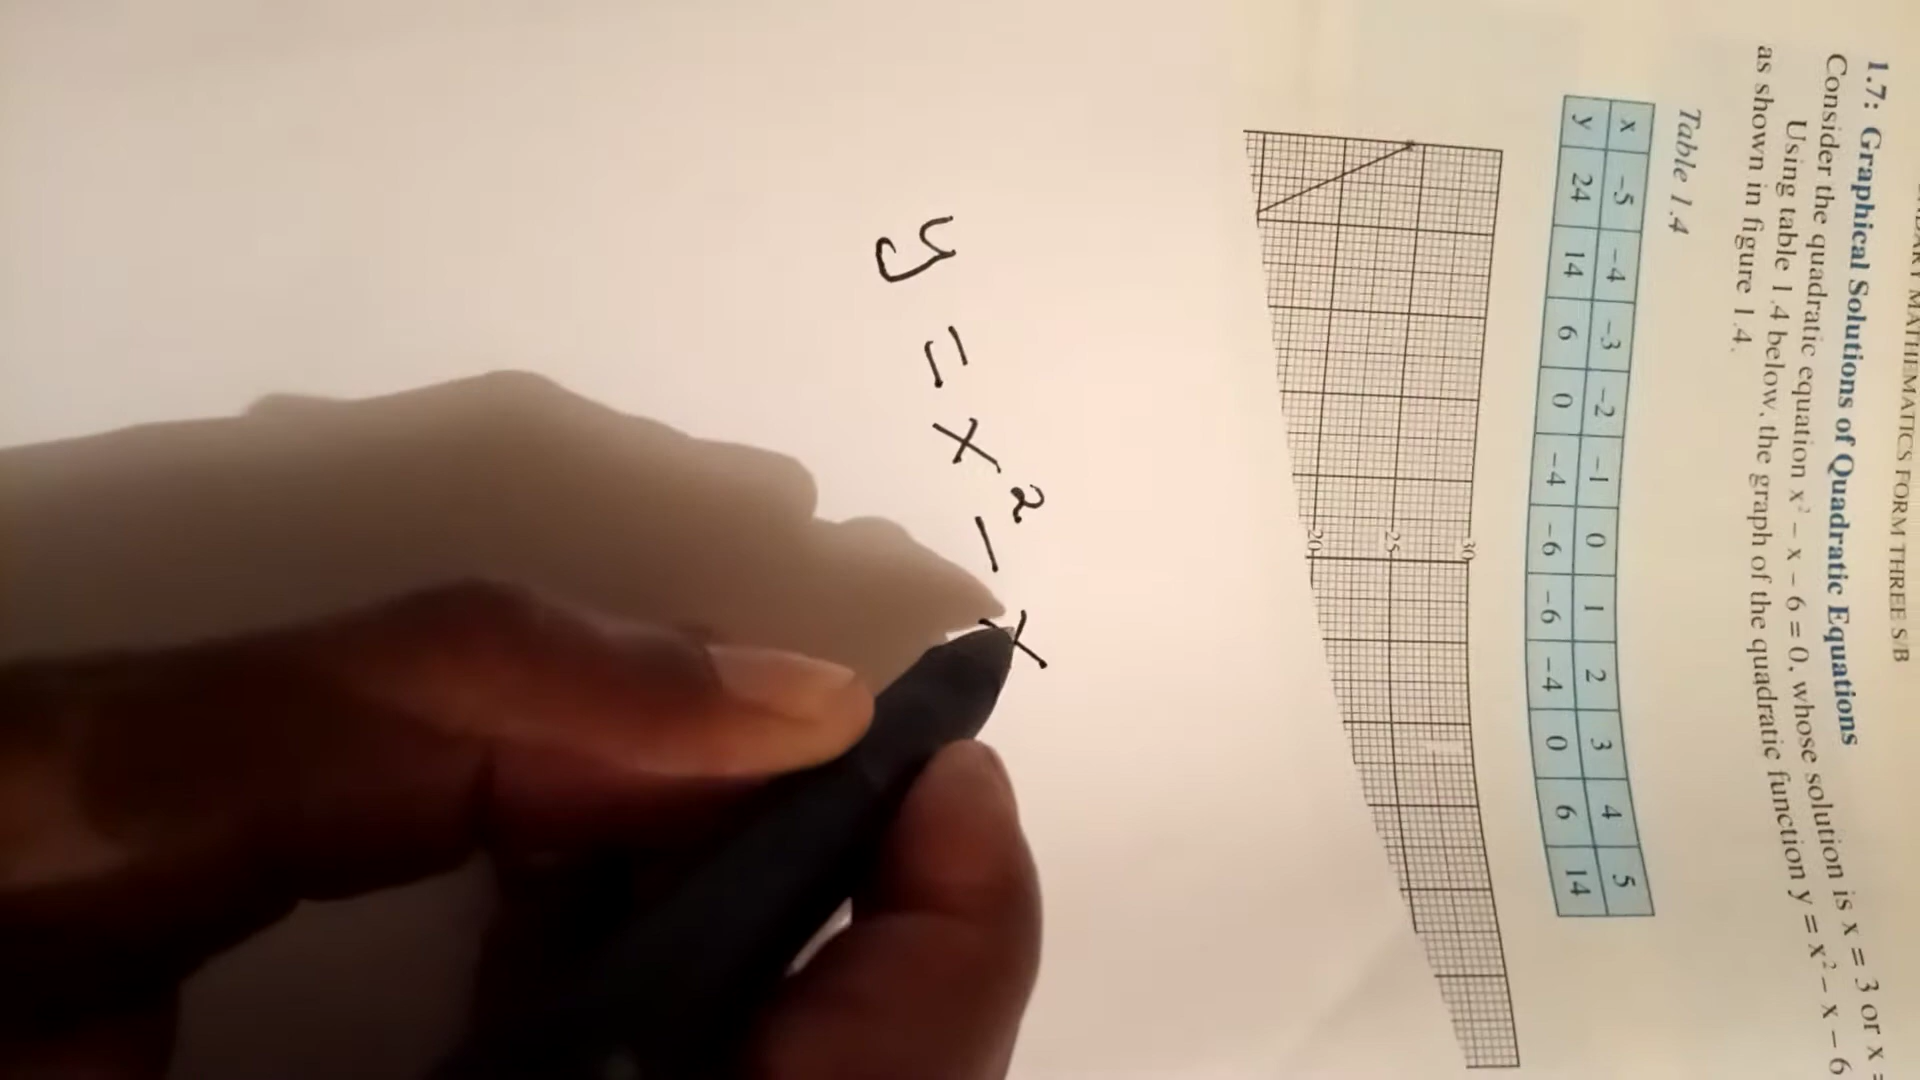 MATHEMATICS FORM THREE S/B
1.7: Graphical Solutions of Quadratic Equations
Consider the quadratic equation x² – x – 6 = 0, whose solution is x = 3 or x =
Using table 1.4 below, the graph of the quadratic function y = x² – x – 6
as shown in figure 1.4.
Table 1.4
x –5 –4 –3 –2 –1 0 1 2 3 4 5
y 24 14 6 0 –4 –6 –6 –4 0 6 14
30
25
20
y = x² – x